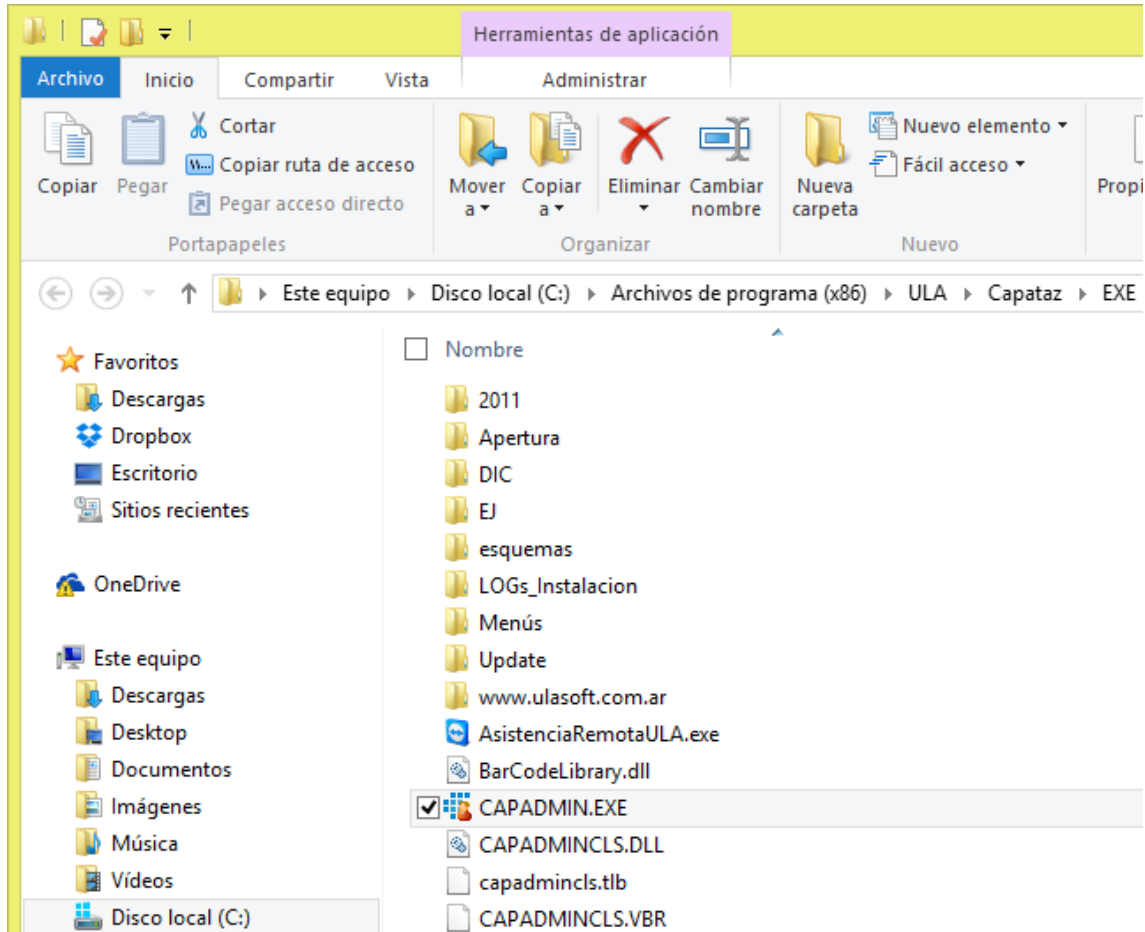 Herramientas de aplicación
Archivo Inicio Compartir Vista Administrar
Copiar
Pegar
Cortar
Copiar ruta de acceso
Pegar acceso directo
Portapapeles
Mover a
Copiar a
Eliminar
Cambiar nombre
Organizar
Nueva carpeta
Nuevo elemento
Fácil acceso
Nuevo
Propi
Este equipo Disco local (C:) Archivos de programa (x86) ULA Capataz EXE
Favoritos
Descargas
Dropbox
Escritorio
Sitios recientes
OneDrive
Este equipo
Descargas
Desktop
Documentos
Imágenes
Música
Vídeos
Disco local (C:)
Nombre
2011
Apertura
DIC
EJ
esquemas
LOGs_Instalacion
Menús
Update
www.ulasoft.com.ar
AsistenciaRemotaULA.exe
BarCodeLibrary.dll
CAPADMIN.EXE
CAPADMINCLS.DLL
capadmincls.tlb
CAPADMINCLS.VBR